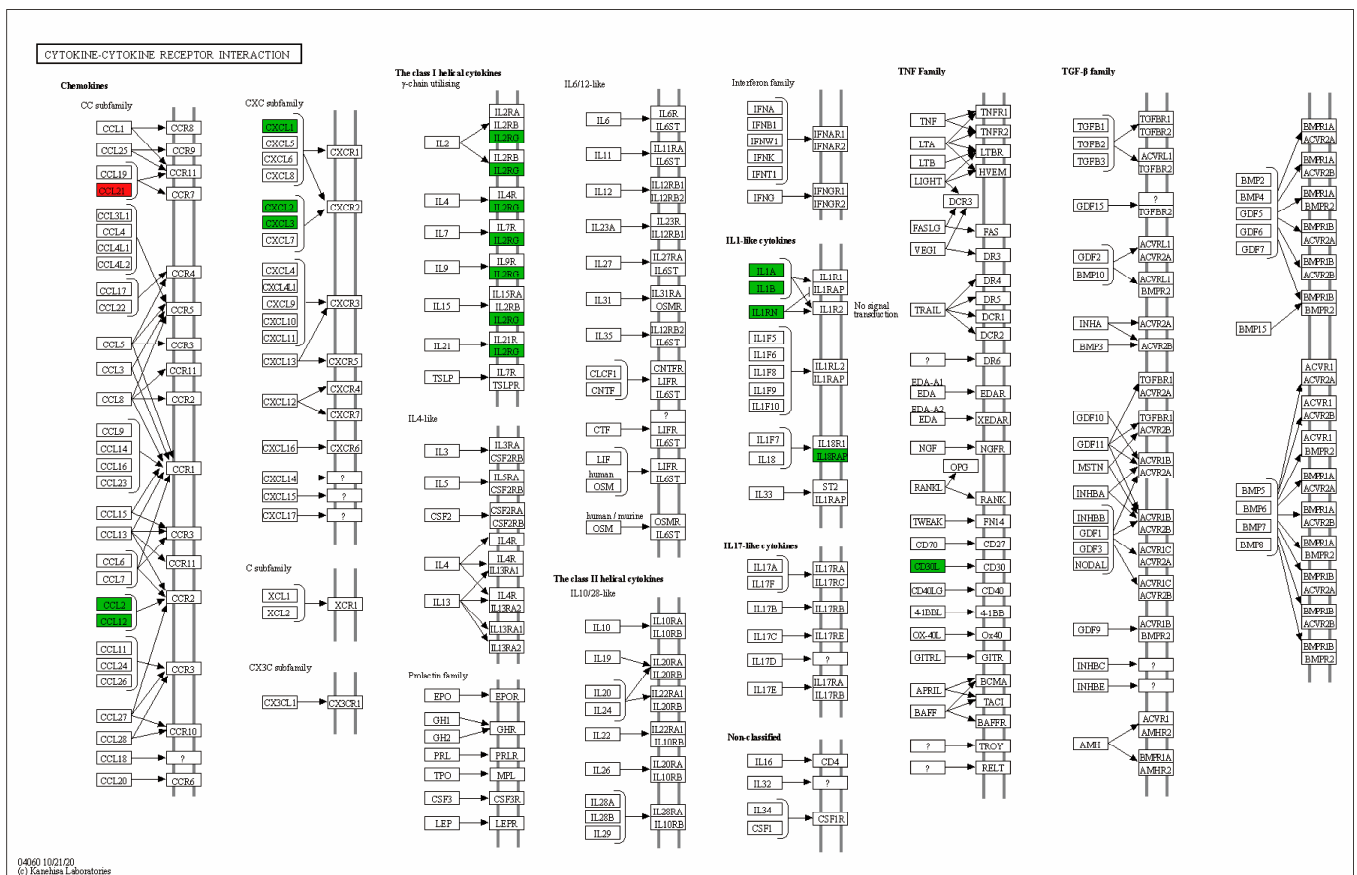 CYTOKINE-CYTOKINE RECEPTOR INTERACTION
Chemokines
CC subfamily
CCL1
CCR8
CCL25
CCR9
CCL19
CCR11
CCL21
CCR7
CCL3L1
CCL4
CCL4L1
CCL4L2
CCR4
CCL17
CCL22
CCR5
CCL5
CCR3
CCL3
CCR11
CCL8
CCR2
CCL9
CCL14
CCL16
CCL23
CCR1
CCL15
CCL13
CCR3
CCL6
CCR11
CCL7
CCR2
CCL2
CCL12
CCL11
CCL24
CCL26
CCR3
CCL27
CCL28
CCR10
CCL18
?
CCL20
CCR6
CXC subfamily
CXCL1
CXCL5
CXCL6
CXCL8
CXCR1
CXCL2
CXCL3
CXCL7
CXCR2
CXCL4
CXCL4L1
CXCL9
CXCL10
CXCL11
CXCR3
CXCL13
CXCR5
CXCL12
CXCR4
CXCR7
CXCL16
CXCR6
CXCL14
?
CXCL15
?
CXCL17
?
C subfamily
XCL1
XCL2
XCR1
CX3C subfamily
CX3CL1
CX3CR1
The class I helical cytokines
γ-chain utilising
IL2
IL2RA
IL2RB
IL2RG
IL2RB
IL2RG
IL4
IL4R
IL2RG
IL7
IL7R
IL2RG
IL9
IL9R
IL2RG
IL15
IL15RA
IL2RB
IL2RG
IL21
IL21R
IL2RG
TSLP
IL7R
TSLPR
IL4-like
IL3
IL3RA
CSF2RB
IL5
IL5RA
CSF2RB
CSF2
CSF2RA
CSF2RB
IL4
IL4R
IL4R
IL13RA1
IL13
IL4R
IL13RA2
IL13RA1
IL13RA2
Prolactin family
EPO
EPOR
GH1
GH2
GHR
PRL
PRLR
TPO
MPL
CSF3
CSF3R
LEP
LEPR
IL6/12-like
IL6
IL6R
IL6ST
IL11
IL11RA
IL6ST
IL12
IL12RB1
IL12RB2
IL23A
IL23R
IL12RB1
IL27
IL27RA
IL6ST
IL31
IL31RA
OSMR
IL35
IL12RB2
IL6ST
CLCF1
CNTF
CNTFR
LIFR
IL6ST
CTF
?
LIFR
IL6ST
LIF
human
OSM
LIFR
IL6ST
human / murine
OSM
OSMR
IL6ST
The class II helical cytokines
IL10/28-like
IL10
IL10RA
IL10RB
IL19
IL20RA
IL20RB
IL20
IL24
IL22RA1
IL20RB
IL22
IL22RA1
IL10RB
IL26
IL20RA
IL10RB
IL28A
IL28B
IL29
IL28RA
IL10RB
Interferon family
IFNA
IFNB1
IFNW1
IFNK
IFNT1
IFNAR1
IFNAR2
IFNG
IFNGR1
IFNGR2
IL1-like cytokines
IL1A
IL1B
IL1RN
IL1R1
IL1RAP
IL1R2
No signal
transduction
IL1F5
IL1F6
IL1F8
IL1F9
IL1F10
IL1RL2
IL1RAP
IL1F7
IL18
IL18R1
IL18RAP
IL33
ST2
IL1RAP
IL17-like cytokines
IL17A
IL17F
IL17RA
IL17RC
IL17B
IL17RB
IL17C
IL17RE
IL17D
?
IL17E
IL17RA
IL17RB
Non-classified
IL16
CD4
IL32
?
IL34
CSF1
CSF1R
TNF Family
TNF
TNFR1
LTA
TNFR2
LTB
LTBR
LIGHT
HVEM
DCR3
FASLG
FAS
VEGI
DR3
TRAIL
DR4
DR5
DCR1
DCR2
?
DR6
EDA-A1
EDA
EDAR
EDA-A2
EDA
XEDAR
NGF
NGFR
OPG
RANKL
RANK
TWEAK
FN14
CD70
CD27
CD30L
CD30
CD40LG
CD40
4-1BBL
4-1BB
OX-40L
Ox40
GITRL
GITR
APRIL
BCMA
TACI
BAFF
BAFFR
?
TROY
?
RELT
TGF-β family
TGFB1
TGFB2
TGFB3
TGFBR1
TGFBR2
ACVRL1
TGFBR2
GDF15
?
TGFBR2
GDF2
BMP10
ACVRL1
ACVR2A
ACVRL1
BMPR2
INHA
ACVR2A
BMP3
ACVR2B
GDF10
GDF11
MSTN
INHBA
INHBB
GDF1
GDF3
NODAL
TGFBR1
ACVR2A
TGFBR1
ACVR2B
ACVR1B
ACVR2A
ACVR1B
ACVR2B
ACVR1C
ACVR2A
ACVR1C
ACVR2B
GDF9
ACVR1B
BMPR2
INHBC
?
INHBE
?
AMH
ACVR1
AMHR2
BMPR1A
AMHR2
BMP2
BMP4
GDF5
GDF6
GDF7
BMP15
BMPR1A
ACVR2A
BMPR1A
ACVR2B
BMPR1A
BMPR2
BMPR1B
ACVR2A
BMPR1B
ACVR2B
BMPR1B
BMPR2
BMP5
BMP6
BMP7
BMP8
ACVR1
ACVR2A
ACVR1
ACVR2B
ACVR1
BMPR2
BMPR1A
ACVR2A
BMPR1A
ACVR2B
BMPR1A
BMPR2
BMPR1B
ACVR2A
BMPR1B
ACVR2B
BMPR1B
BMPR2
04060 10/21/20
(c) Kanehisa Laboratories